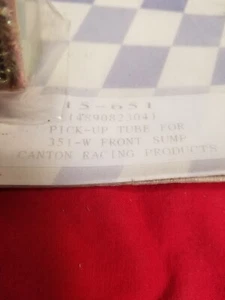 15-651
PICK-UP TUBE FOR
351-W FRONT SUMP
CANTON RACING PRODUCTS